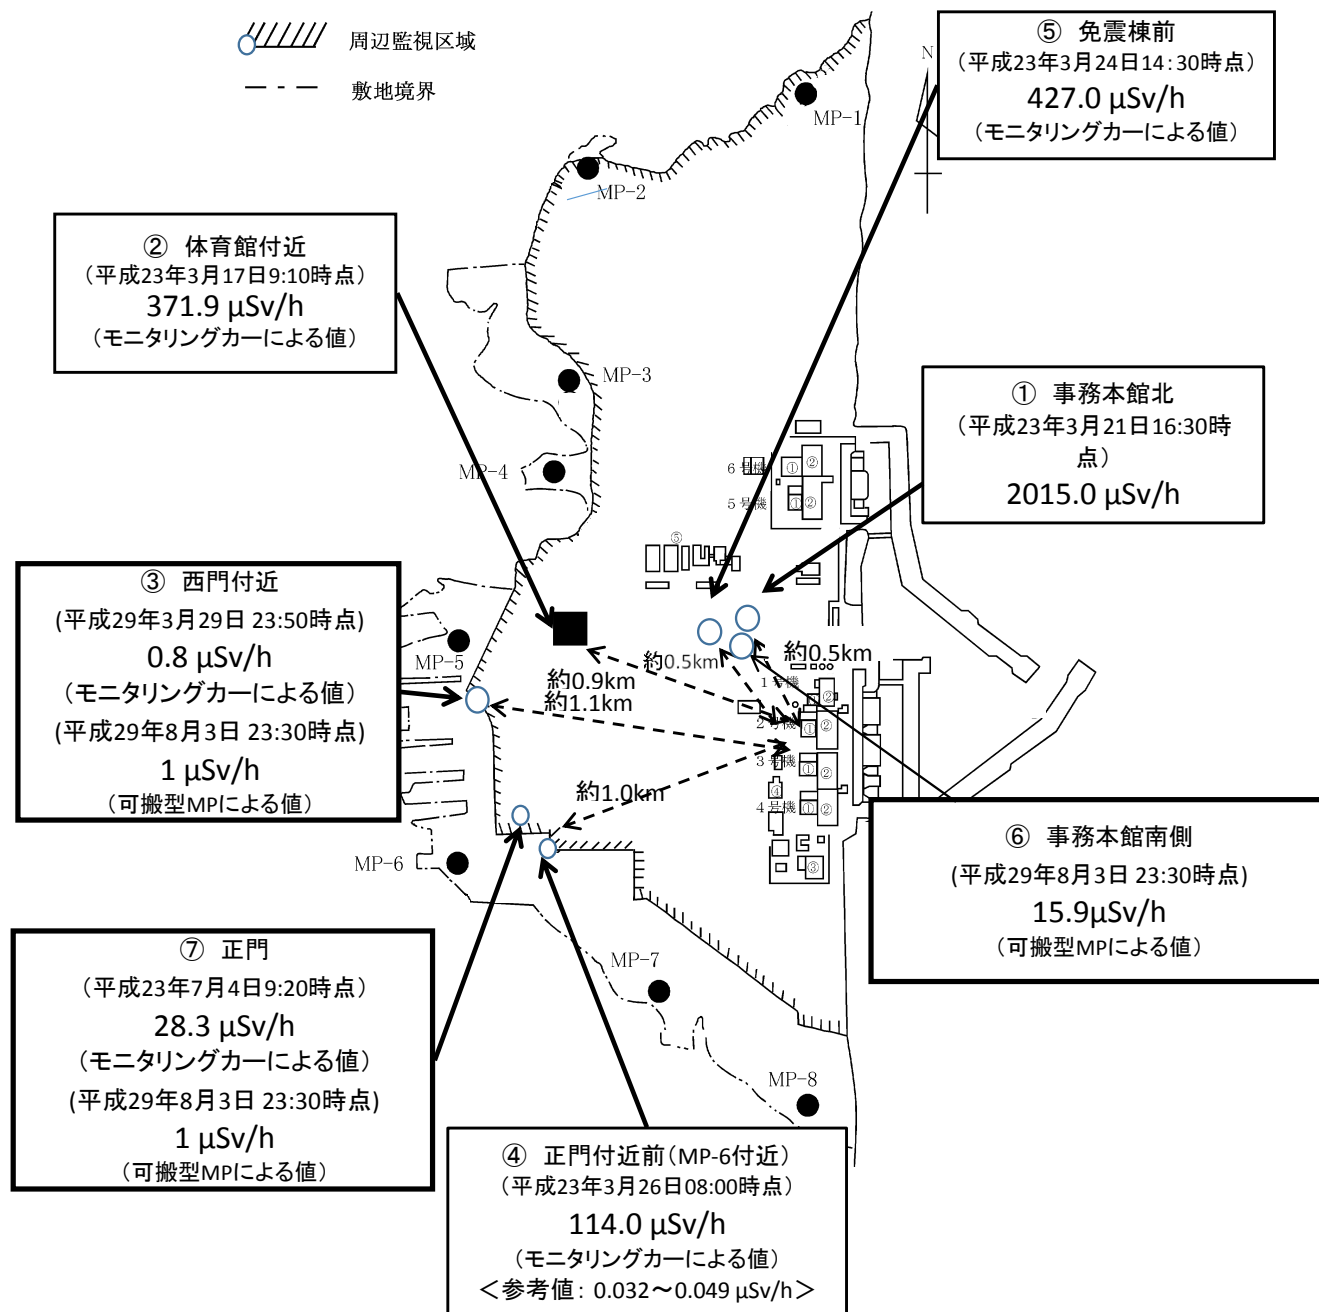 周辺監視区域
敷地境界
⑤ 免震棟前
（平成23年3月24日14:30時点）
427.0 μSv/h
（モニタリングカーによる値）
N
MP-1
MP-2
② 体育館付近
（平成23年3月17日9:10時点）
371.9 μSv/h
（モニタリングカーによる値）
MP-3
① 事務本館北
（平成23年3月21日16:30時
点）
2015.0 μSv/h
MP-4
6号機
①
②
5号機
①
②
⑤
③ 西門付近
(平成29年3月29日 23:50時点)
0.8 μSv/h
（モニタリングカーによる値）
(平成29年8月3日 23:30時点)
1 μSv/h
（可搬型MPによる値）
MP-5
約0.5km
約0.5km
約0.9km
約1.1km
1号機
②
2号機
①
②
3号機
①
②
④
約1.0km
4号機
①
②
③
MP-6
⑥ 事務本館南側
(平成29年8月3日 23:30時点)
15.9μSv/h
（可搬型MPによる値）
⑦ 正門
（平成23年7月4日9:20時点）
28.3 μSv/h
（モニタリングカーによる値）
(平成29年8月3日 23:30時点)
1 μSv/h
（可搬型MPによる値）
MP-7
MP-8
④ 正門付近前（MP-6付近）
（平成23年3月26日08:00時点）
114.0 μSv/h
（モニタリングカーによる値）
＜参考値: 0.032～0.049 μSv/h＞